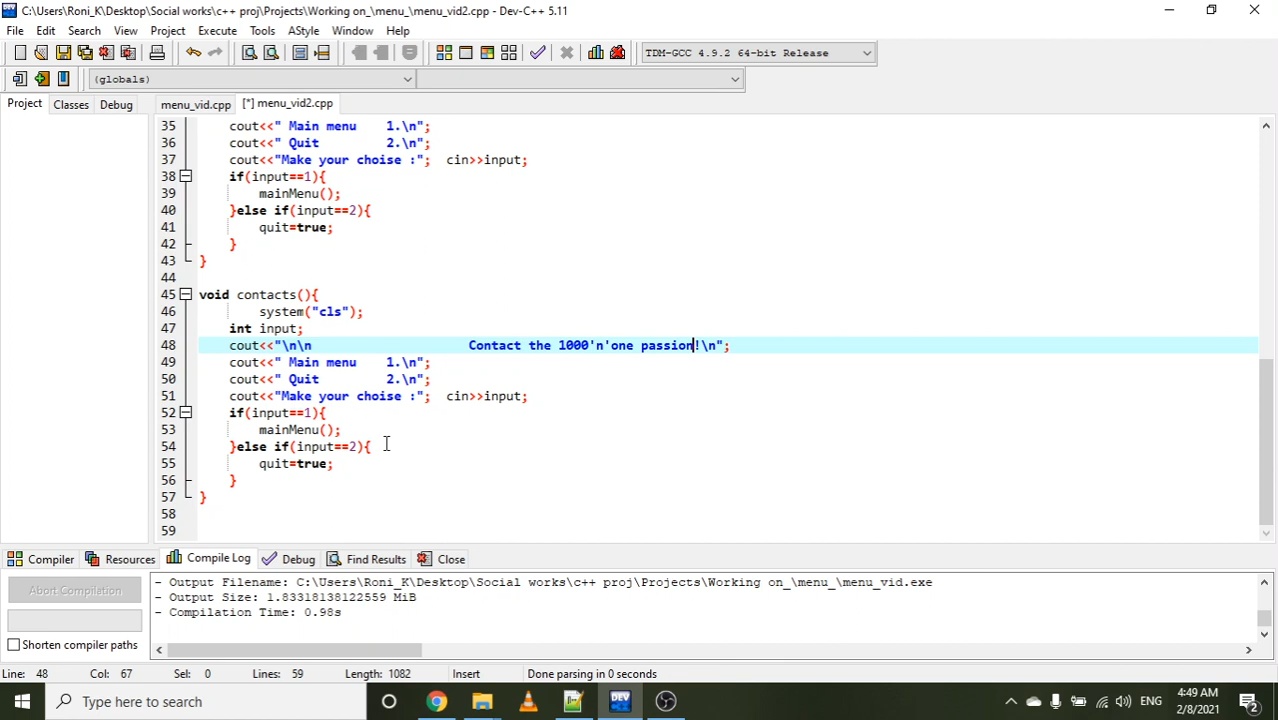 C:\Users\Roni_K\Desktop\Social works\c++ proj\Projects\Working on_\menu_\menu_vid2.cpp - Dev-C++ 5.11
File Edit Search View Project Execute Tools AStyle Window Help
TDM-GCC 4.9.2 64-bit Release
(globals)
Project Classes Debug menu_vid.cpp [*] menu_vid2.cpp
35 cout<<" Main menu    1.\n";
36 cout<<" Quit         2.\n";
37 cout<<"Make your choise :";  cin>>input;
38 if(input==1){
39 mainMenu();
40 }else if(input==2){
41 quit=true;
42 }
43 }
44
45 void contacts(){
46 system("cls");
47 int input;
48 cout<<"\n\n                     Contact the 1000'n'one passion!\n";
49 cout<<" Main menu    1.\n";
50 cout<<" Quit         2.\n";
51 cout<<"Make your choise :";  cin>>input;
52 if(input==1){
53 mainMenu();
54 }else if(input==2){
55 quit=true;
56 }
57 }
58
59
Compiler Resources Compile Log Debug Find Results Close
Abort Compilation
Shorten compiler paths
- Output Filename: C:\Users\Roni_K\Desktop\Social works\c++ proj\Projects\Working on_\menu_\menu_vid.exe
- Output Size: 1.83318138122559 MiB
- Compilation Time: 0.98s
Line: 48 Col: 67 Sel: 0 Lines: 59 Length: 1082 Insert Done parsing in 0 seconds
Type here to search
DEV
ENG
4:49 AM
2/8/2021
2